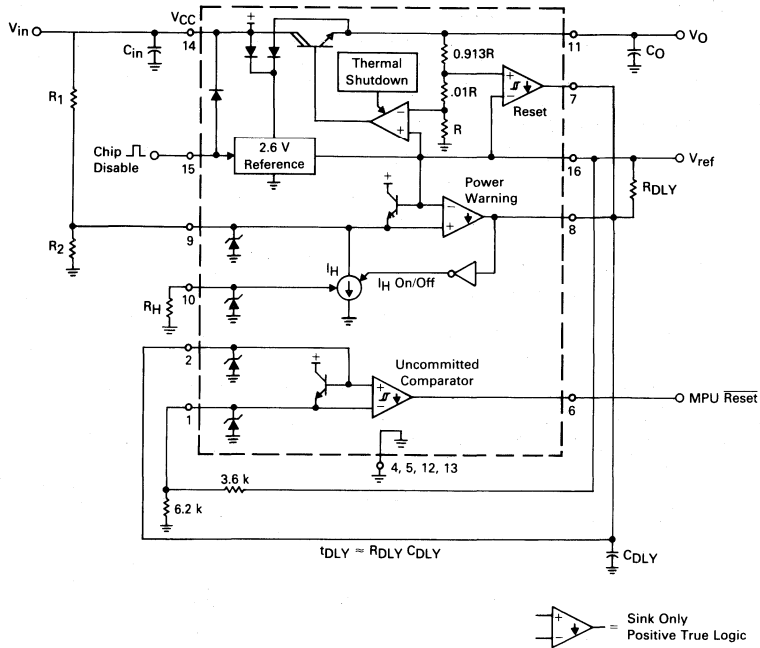 Vin
VCC
14
Cin
R1
Thermal
Shutdown
0.913R
.01R
R
Reset
11
VO
CO
7
Chip
Disable
15
2.6 V
Reference
16
Vref
RDLY
Power
Warning
R2
9
8
IH
IH On/Off
RH
10
2
Uncommitted
Comparator
1
6
MPU Reset
4, 5, 12, 13
3.6 k
6.2 k
tDLY ≈ RDLY CDLY
CDLY
= Sink Only
Positive True Logic